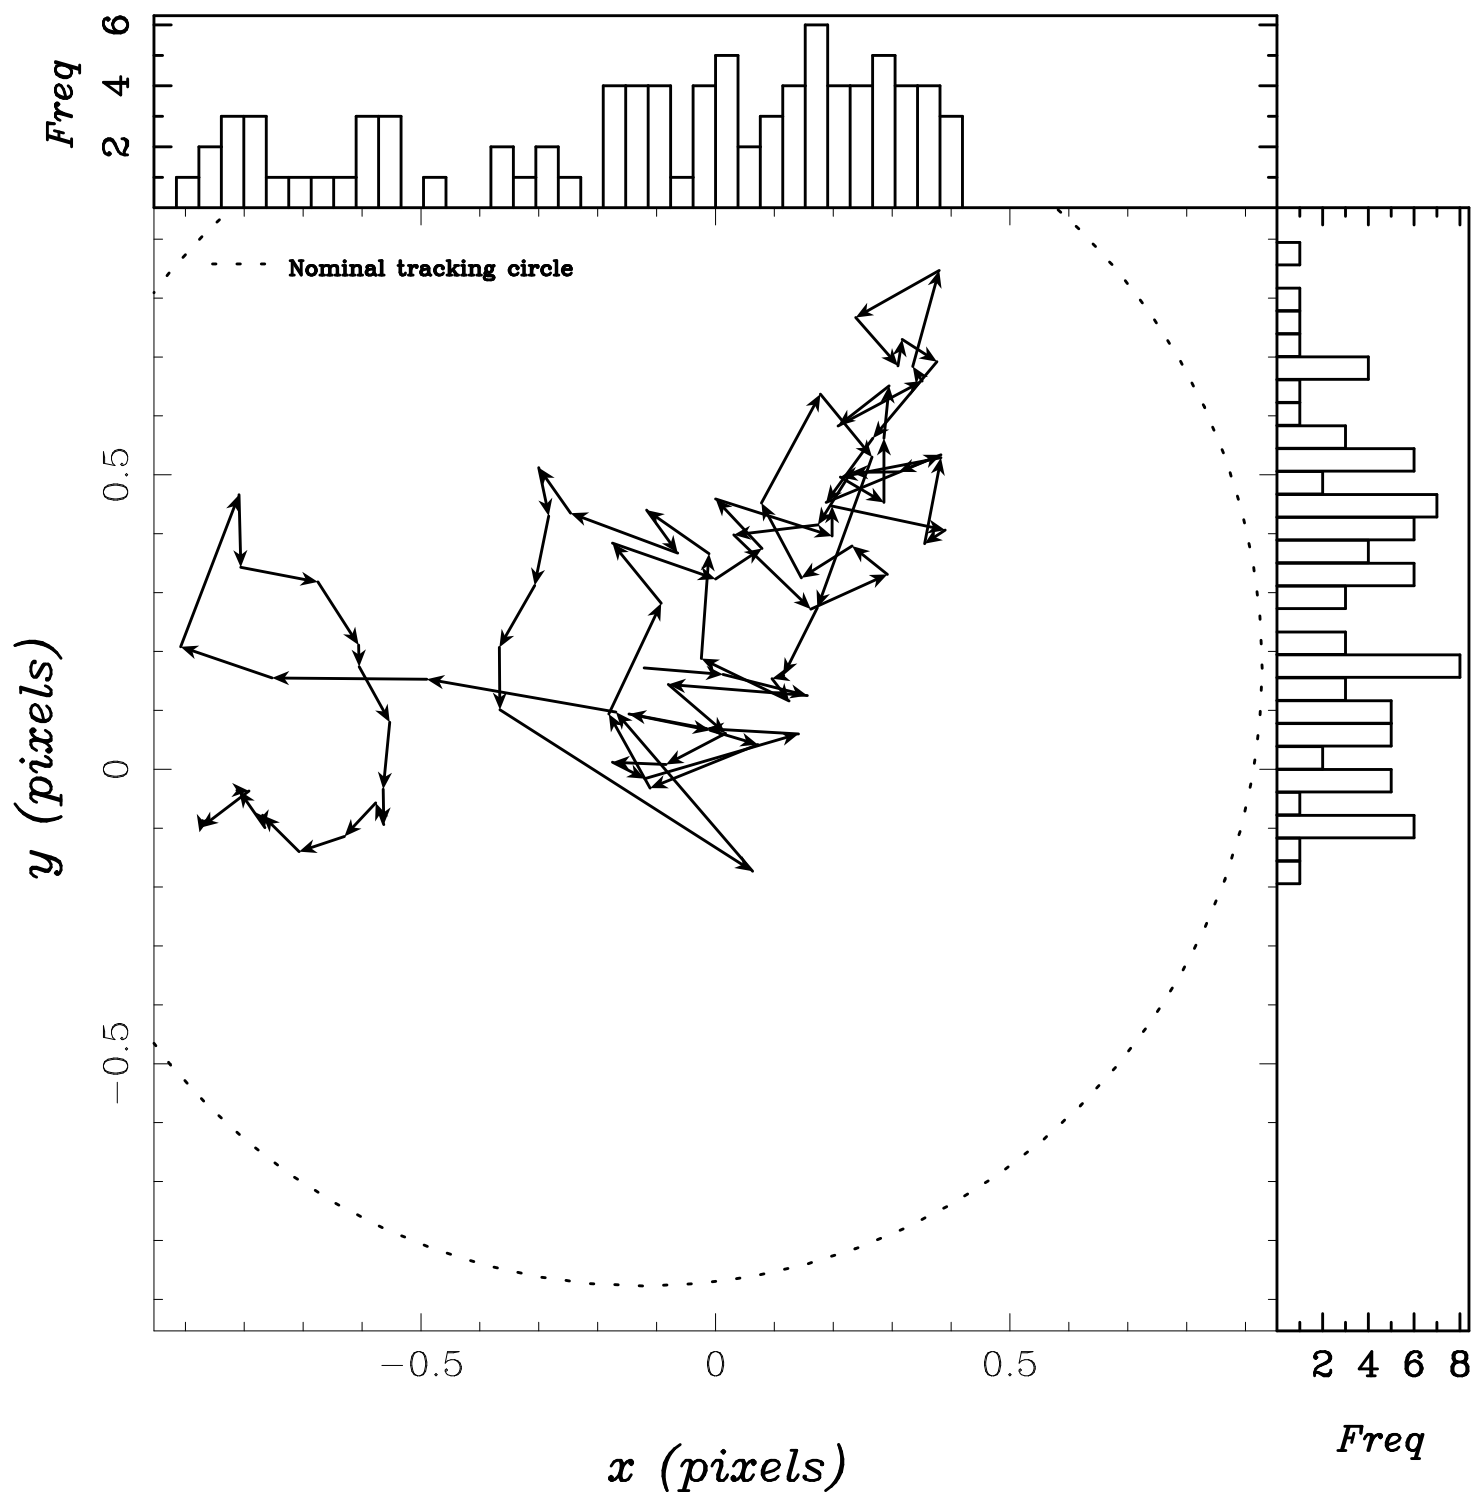 Freq
2 4 6
Nominal tracking circle
y (pixels)
0.5
0
−0.5
−0.5 0 0.5
2 4 6 8
x (pixels)
Freq